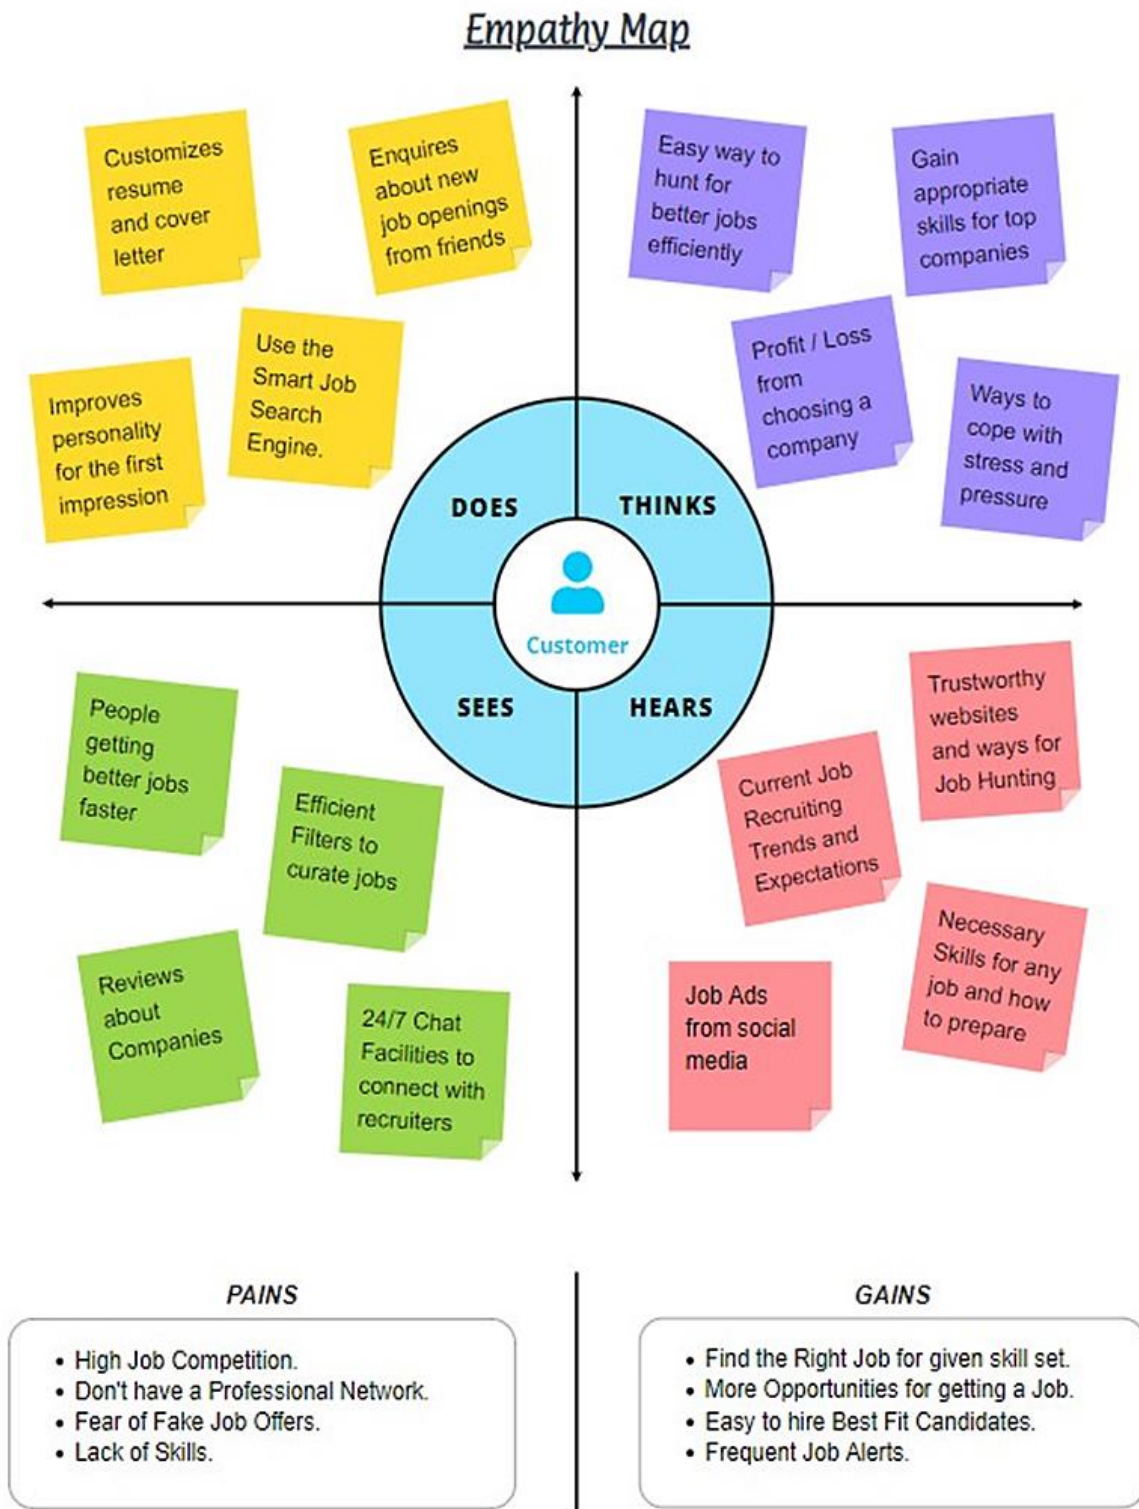 Empathy Map
Customizes
resume
and cover
letter
Enquires
about new
job openings
from friends
Improves
personality
for the first
impression
Use the
Smart Job
Search
Engine.
Easy way to
hunt for
better jobs
efficiently
Gain
appropriate
skills for top
companies
Profit / Loss
from
choosing a
company
Ways to
cope with
stress and
pressure
DOES
THINKS
Customer
SEES
HEARS
People
getting
better jobs
faster
Efficient
Filters to
curate jobs
Reviews
about
Companies
24/7 Chat
Facilities to
connect with
recruiters
Trustworthy
websites
and ways for
Job Hunting
Current Job
Recruiting
Trends and
Expectations
Necessary
Skills for any
job and how
to prepare
Job Ads
from social
media
PAINS
• High Job Competition.
• Don't have a Professional Network.
• Fear of Fake Job Offers.
• Lack of Skills.
GAINS
• Find the Right Job for given skill set.
• More Opportunities for getting a Job.
• Easy to hire Best Fit Candidates.
• Frequent Job Alerts.